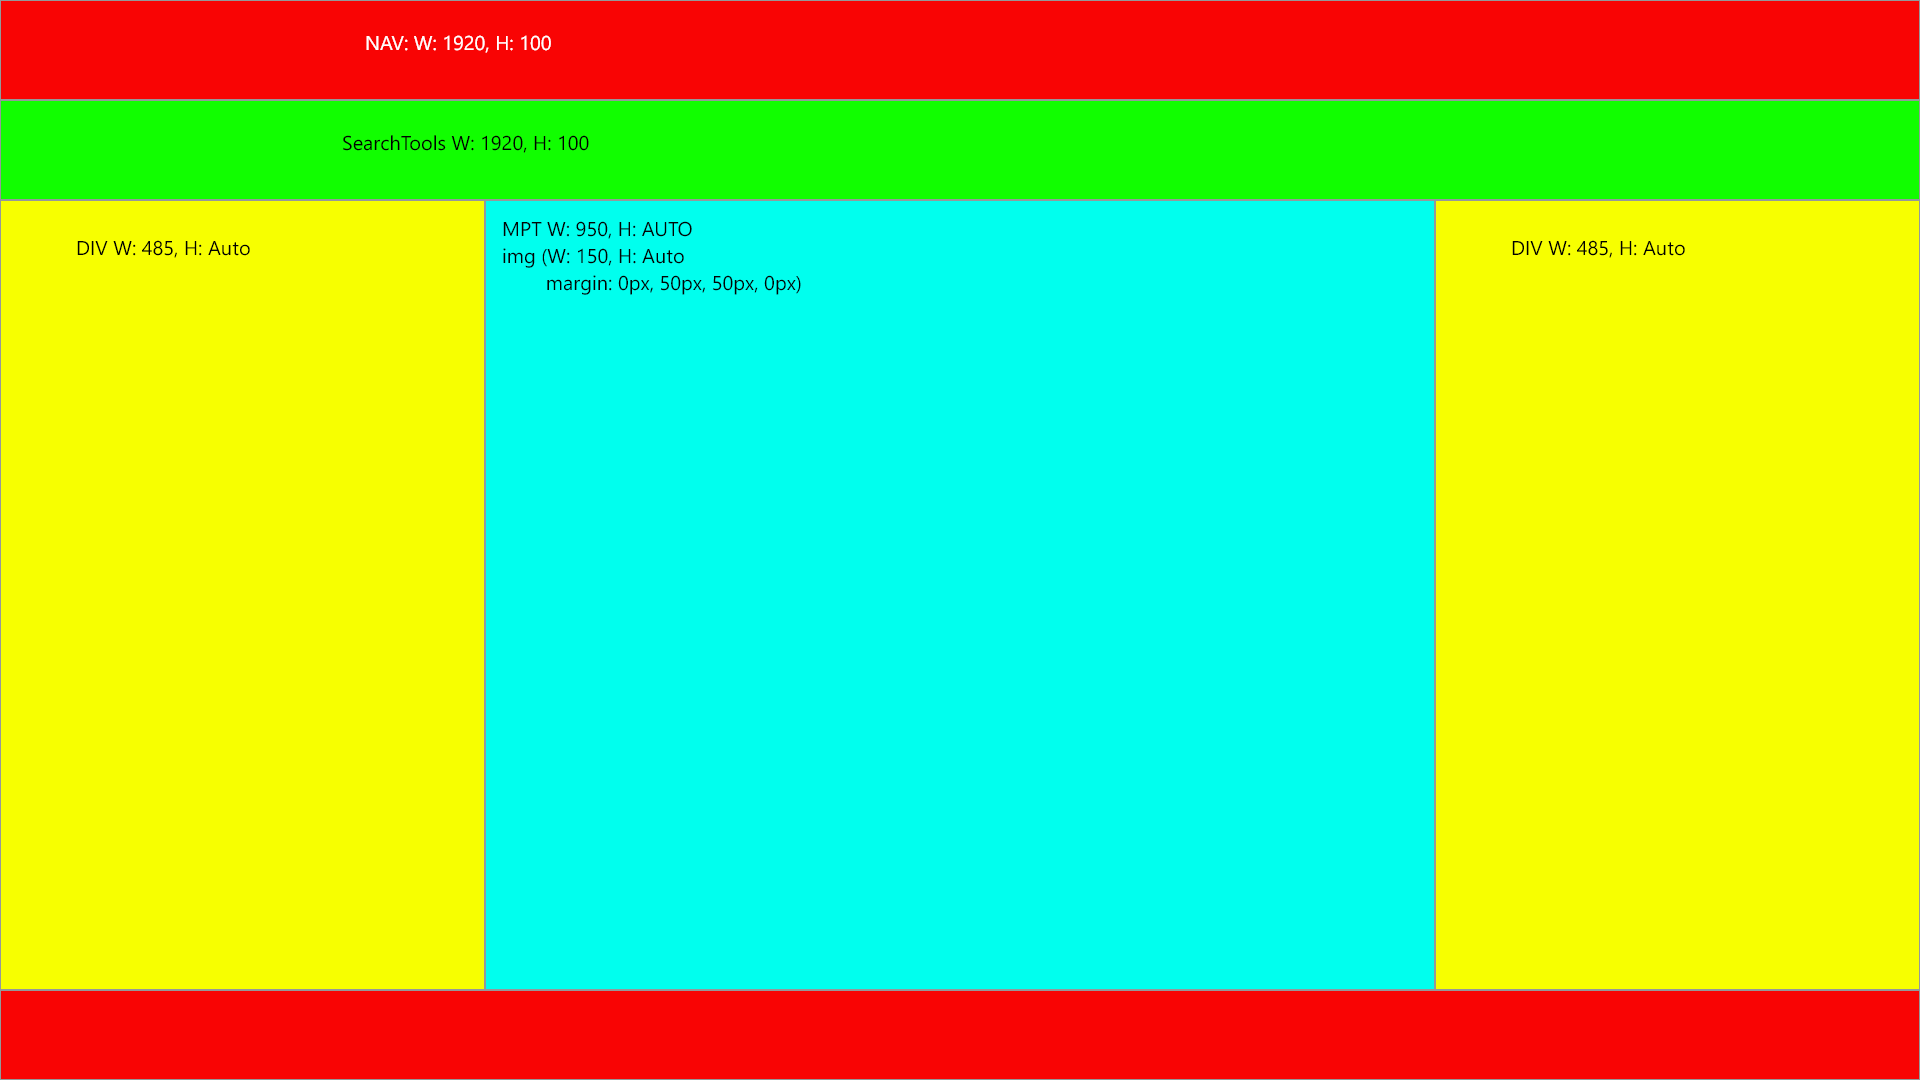 NAV: W: 1920, H: 100
SearchTools W: 1920, H: 100
DIV W: 485, H: Auto
MPT W: 950, H: AUTO
img (W: 150, H: Auto
margin: 0px, 50px, 50px, 0px)
DIV W: 485, H: Auto